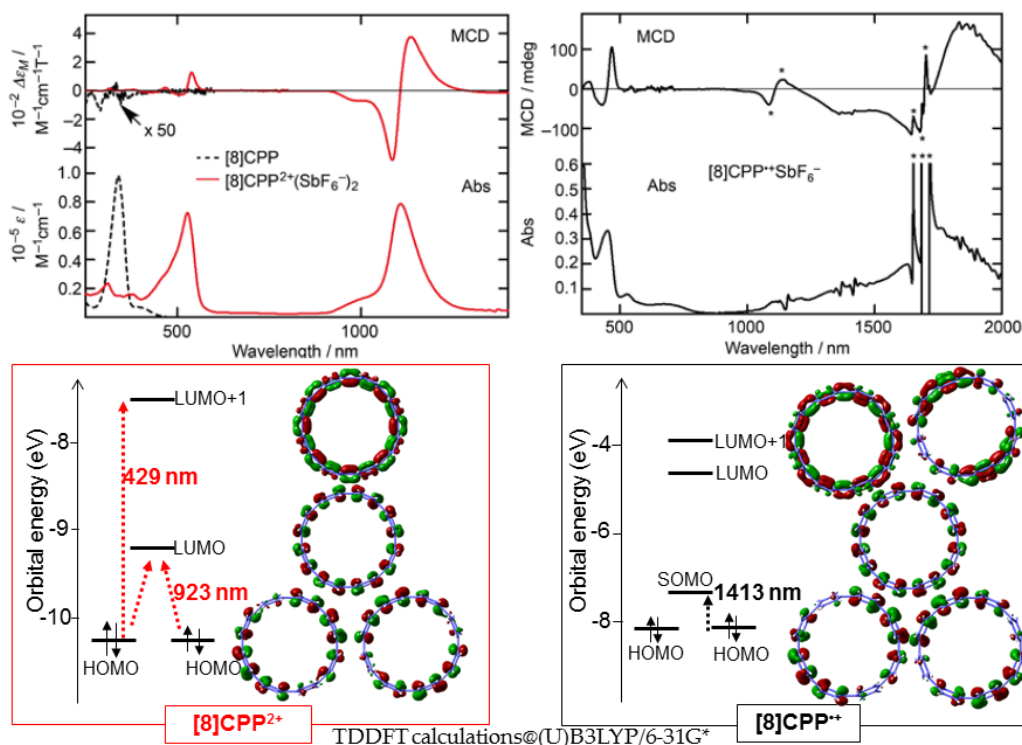 MCD
4
2
0
−2
−4
10⁻² Δε_M / M⁻¹cm⁻¹T⁻¹
x 50
[8]CPP
[8]CPP²⁺(SbF₆⁻)₂
Abs
1.0
0.8
0.6
0.4
0.2
10⁻⁵ ε / M⁻¹cm⁻¹
500
1000
Wavelength / nm
MCD
100
0
−100
MCD / mdeg
* * * * *
* * *
[8]CPP•⁺SbF₆⁻
Abs
0.6
0.5
0.4
0.3
0.2
0.1
Abs
500
1000
1500
2000
Wavelength / nm
Orbital energy (eV)
-8
-9
-10
LUMO+1
429 nm
LUMO
923 nm
HOMO
HOMO
[8]CPP²⁺
Orbital energy (eV)
-4
-6
-8
LUMO+1
LUMO
SOMO
1413 nm
HOMO
HOMO
[8]CPP•⁺
TDDFT calculations@(U)B3LYP/6-31G*